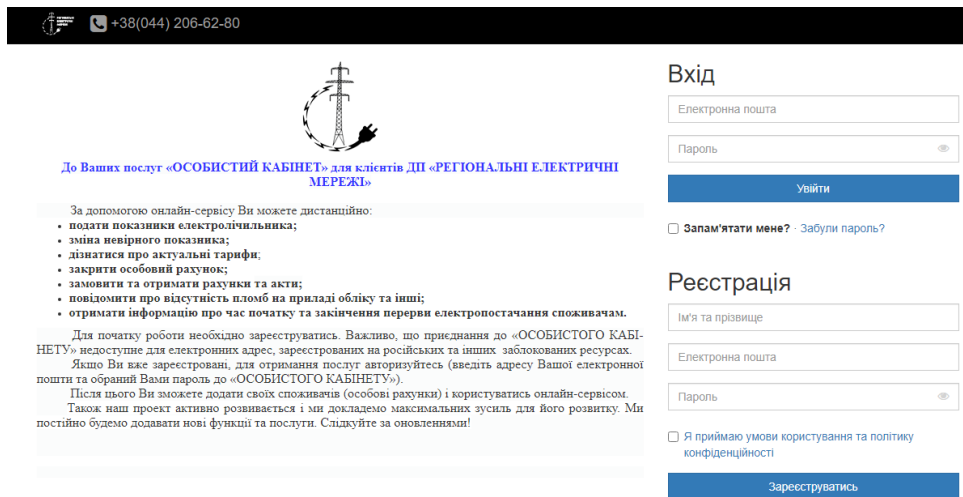 +38(044) 206-62-80
До Ваших послуг «ОСОБИСТИЙ КАБІНЕТ» для клієнтів ДП «РЕГІОНАЛЬНІ ЕЛЕКТРИЧНІ
МЕРЕЖІ»
За допомогою онлайн-сервісу Ви можете дистанційно:
• подати показники електролічильника;
• зміна невірного показника;
• дізнатися про актуальні тарифи;
• закрити особовий рахунок;
• замовити та отримати рахунки та акти;
• повідомити про відсутність пломб на приладі обліку та інші;
• отримати інформацію про час початку та закінчення перерви електропостачання споживачам.
Для початку роботи необхідно зареєструватись. Важливо, що приєднання до «ОСОБИСТОГО КАБІ-
НЕТУ» недоступне для електронних адрес, зареєстрованих на російських та інших заблокованих ресурсах.
Якщо Ви вже зареєстровані, для отримання послуг авторизуйтесь (введіть адресу Вашої електронної
пошти та обраний Вами пароль до «ОСОБИСТОГО КАБІНЕТУ»).
Після цього Ви зможете додати своїх споживачів (особові рахунки) і користуватись онлайн-сервісом.
Також наш проект активно розвивається і ми докладемо максимальних зусиль для його розвитку. Ми
постійно будемо додавати нові функції та послуги. Слідкуйте за оновленнями!
Вхід
Електронна пошта
Пароль
Увійти
Запам'ятати мене? · Забули пароль?
Реєстрація
Ім'я та прізвище
Електронна пошта
Пароль
Я приймаю умови користування та політику
конфіденційності
Зареєструватись